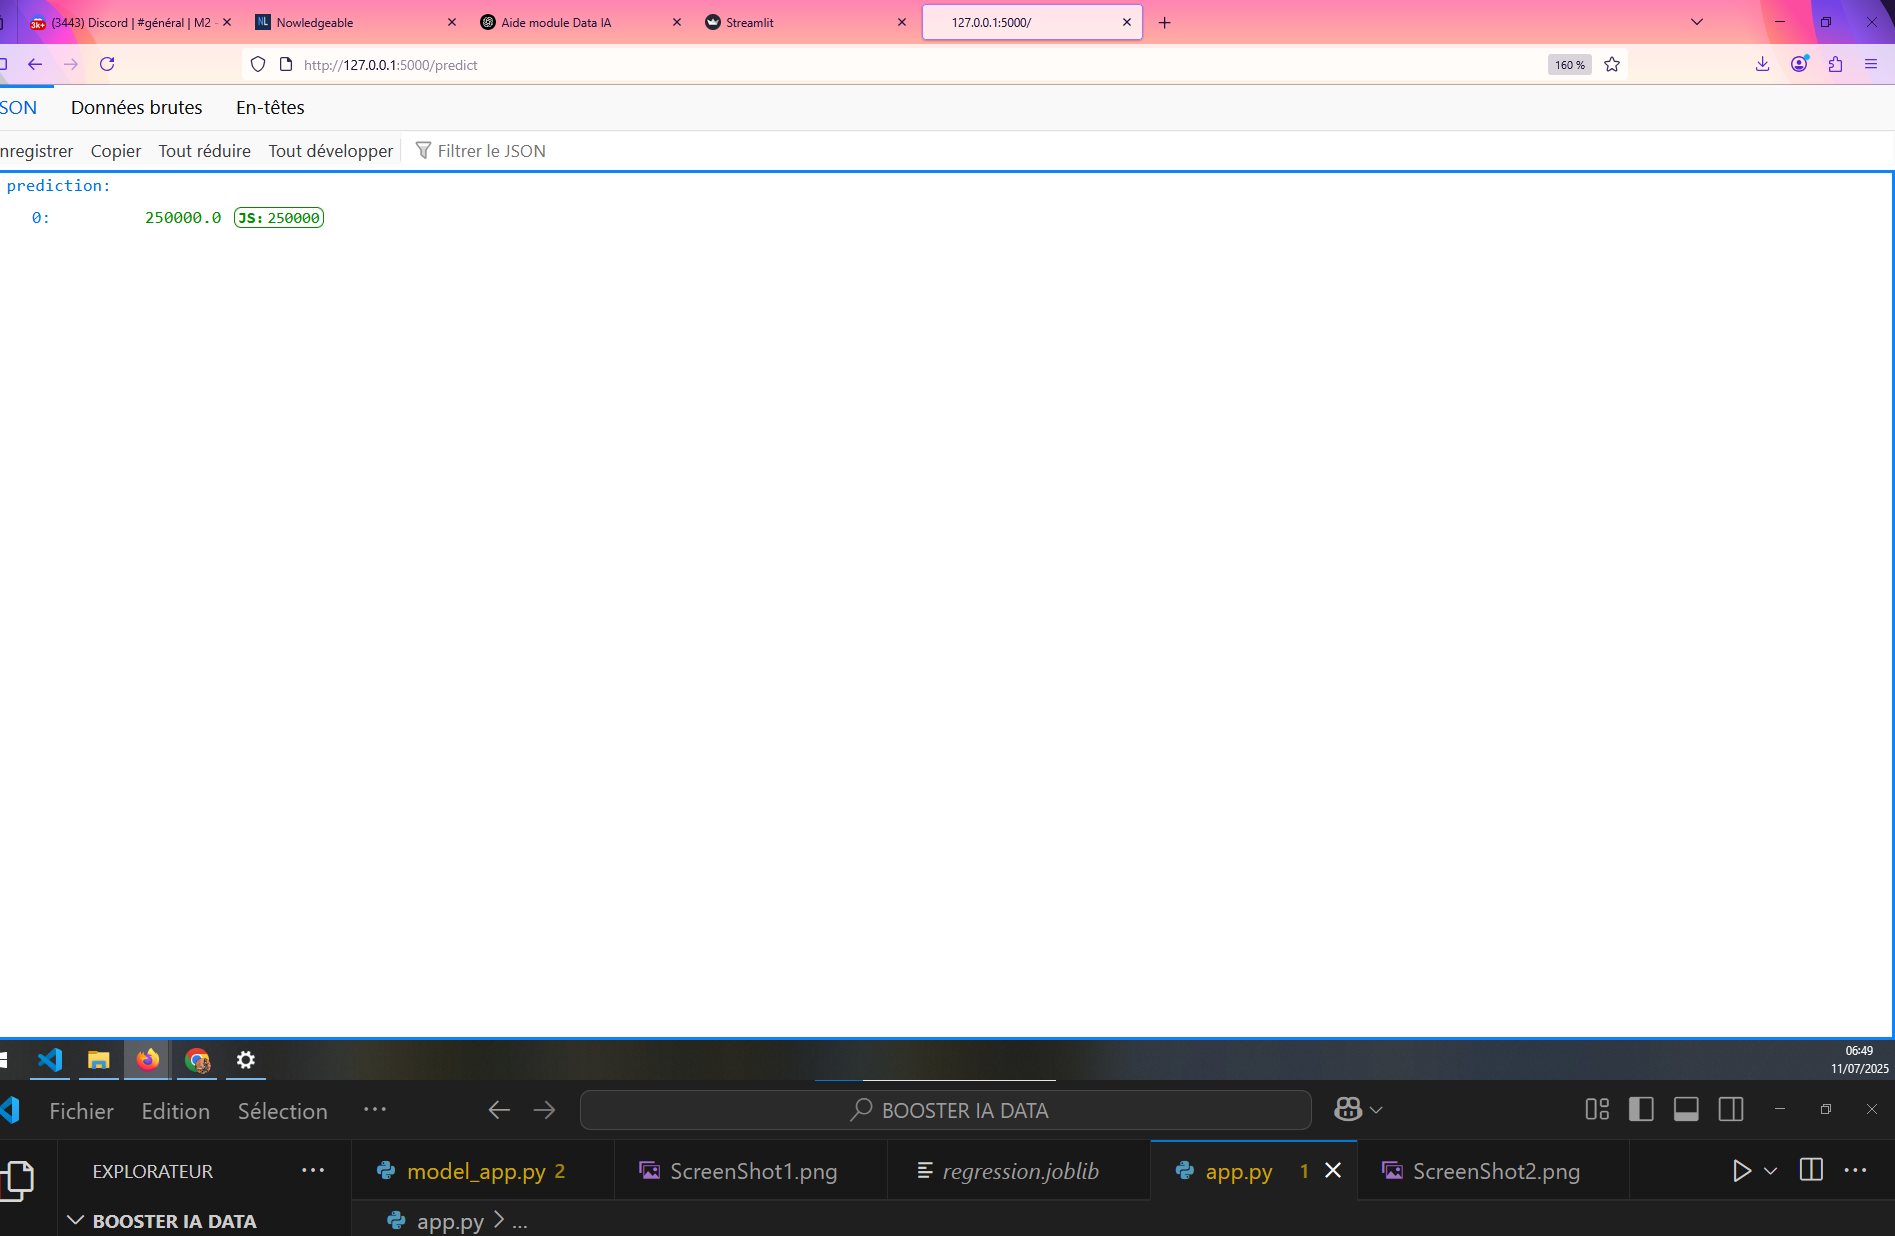 (3443) Discord | #général | M2 - Nowledgeable Aide module Data IA Streamlit 127.0.0.1:5000/
http://127.0.0.1:5000/predict 160 %
SON Données brutes En-têtes
nregistrer Copier Tout réduire Tout développer Filtrer le JSON
prediction:
0: 250000.0 JS: 250000
06:49
11/07/2025
Fichier Edition Sélection ··· BOOSTER IA DATA
EXPLORATEUR ··· model_app.py 2 ScreenShot1.png regression.joblib app.py 1 ScreenShot2.png ···
BOOSTER IA DATA app.py > ...